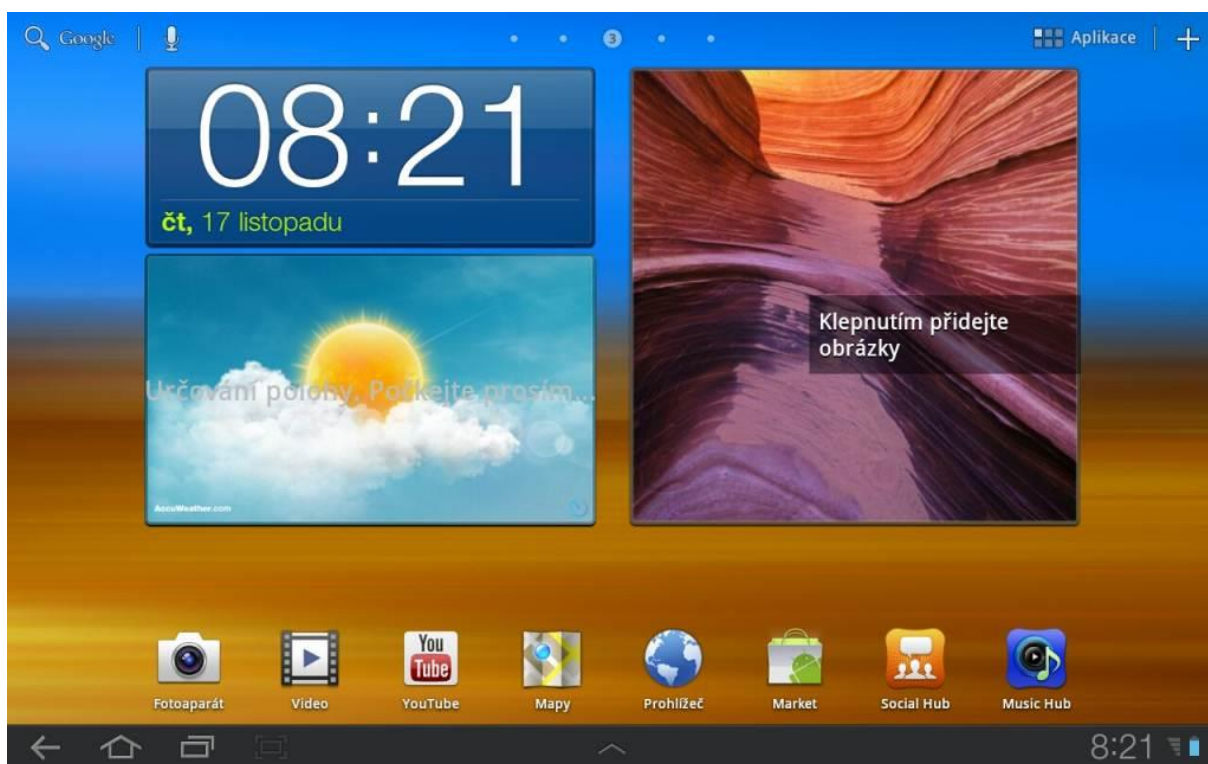 Google
3
Aplikace
08:21
čt, 17 listopadu
Určování polohy. Počkejte prosím...
AccuWeather.com
Klepnutím přidejte
obrázky
You
Tube
Fotoaparát
Video
YouTube
Mapy
Prohlížeč
Market
Social Hub
Music Hub
8:21